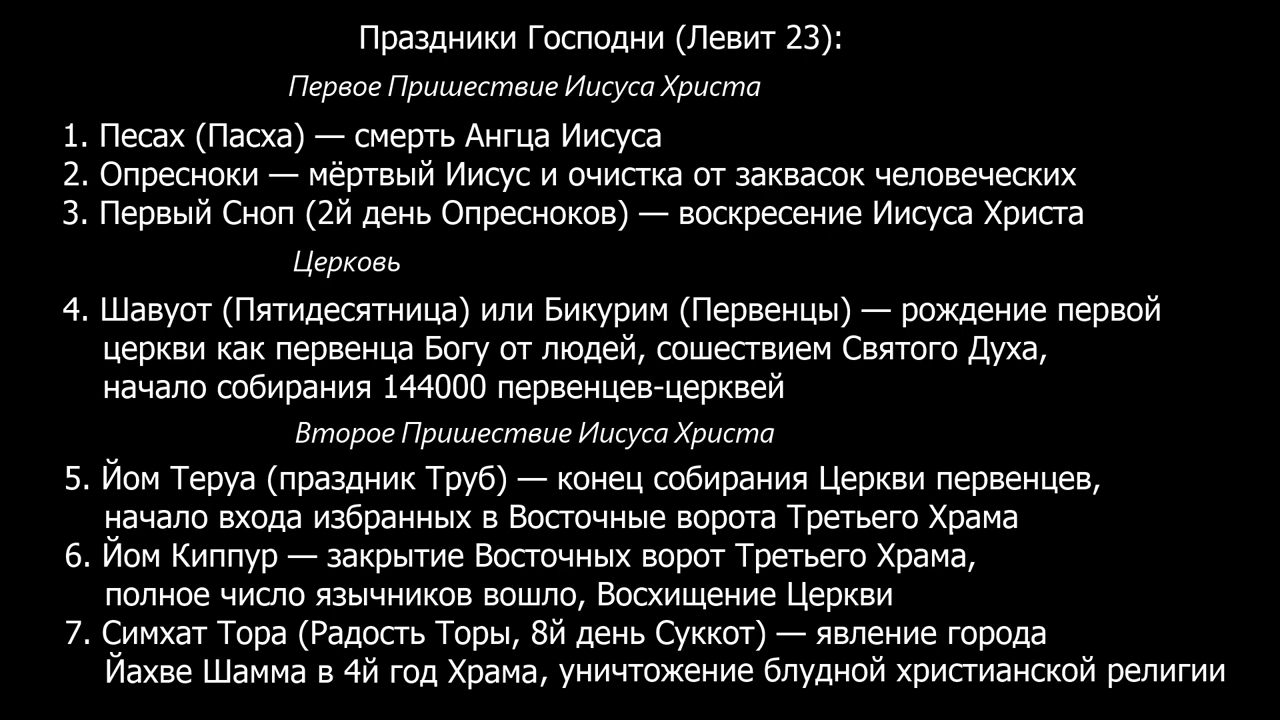 Праздники Господни (Левит 23):
Первое Пришествие Иисуса Христа
1. Песах (Пасха) — смерть Ангца Иисуса
2. Опресноки — мёртвый Иисус и очистка от заквасок человеческих
3. Первый Сноп (2й день Опресноков) — воскресение Иисуса Христа
Церковь
4. Шавуот (Пятидесятница) или Бикурим (Первенцы) — рождение первой
церкви как первенца Богу от людей, сошествием Святого Духа,
начало собирания 144000 первенцев-церквей
Второе Пришествие Иисуса Христа
5. Йом Теруа (праздник Труб) — конец собирания Церкви первенцев,
начало входа избранных в Восточные ворота Третьего Храма
6. Йом Киппур — закрытие Восточных ворот Третьего Храма,
полное число язычников вошло, Восхищение Церкви
7. Симхат Тора (Радость Торы, 8й день Суккот) — явление города
Йахве Шамма в 4й год Храма, уничтожение блудной христианской религии